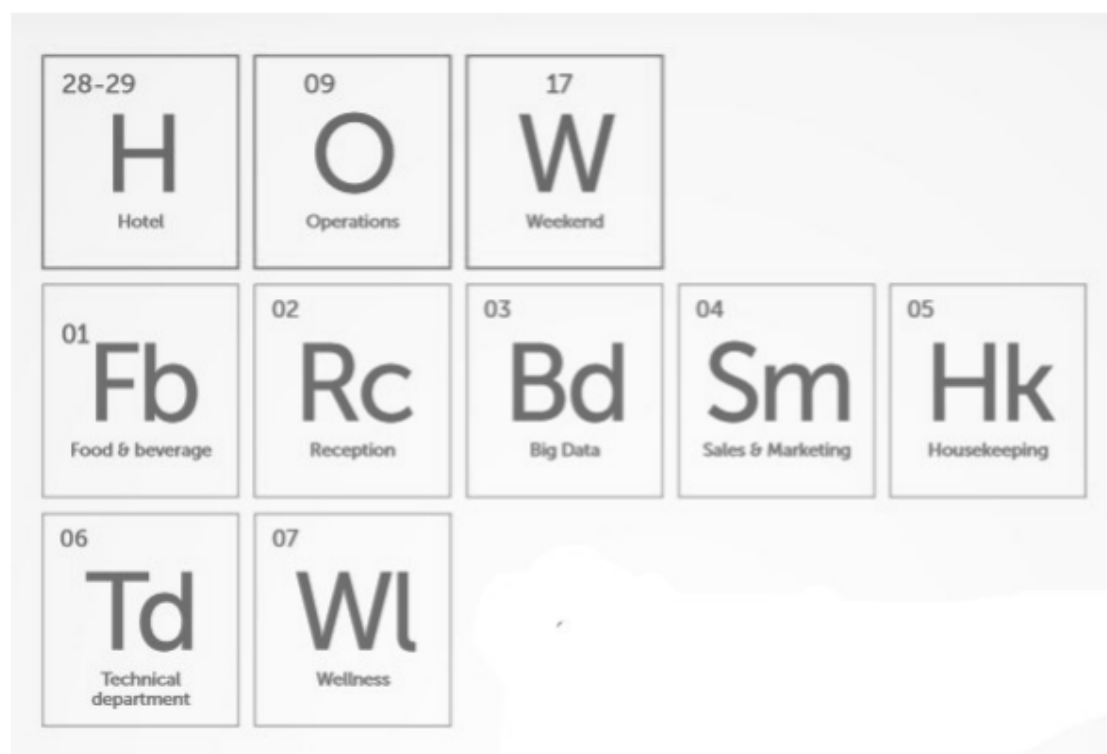 28-29 09 17
H O W
Hotel Operations Weekend
01 02 03 04 05
Fb Rc Bd Sm Hk
Food & beverage Reception Big Data Sales & Marketing Housekeeping
06 07
Td Wl
Technical Wellness
department